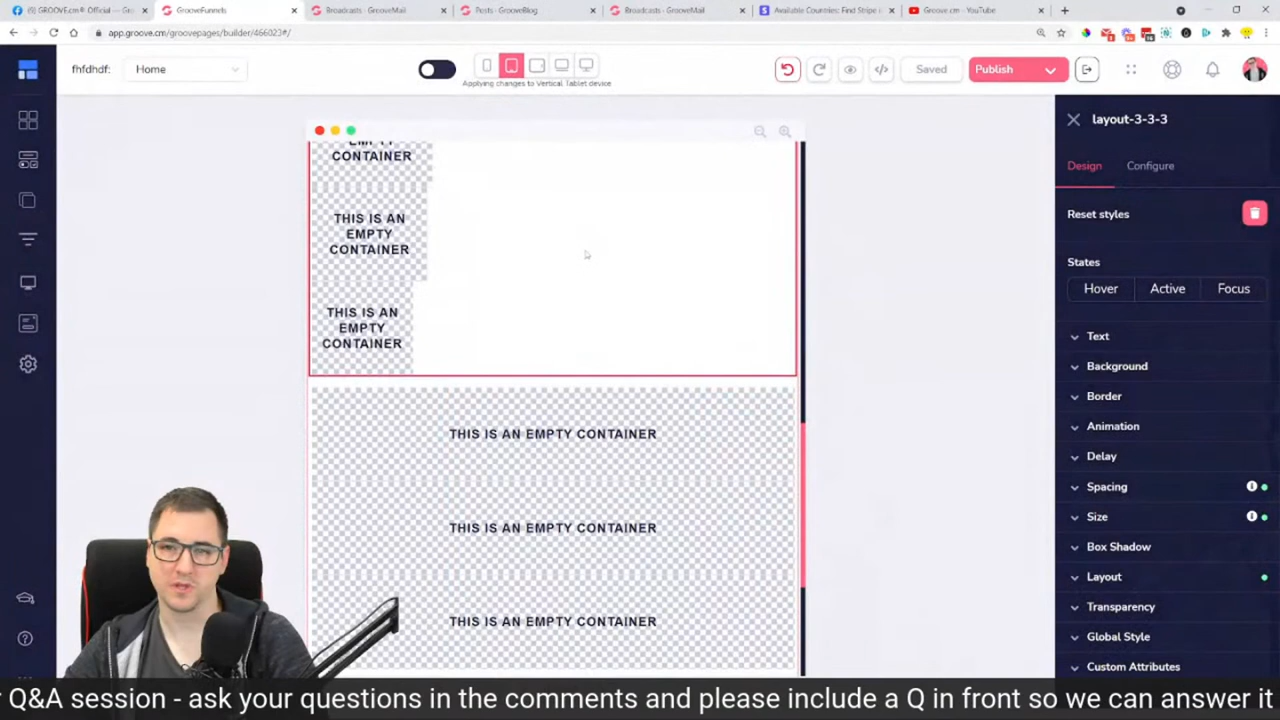 GROOVE.cm® Official
GrooveFunnels
Broadcasts - GrooveMail
Posts - GrooveBlog
Broadcasts - GrooveMail
Available Countries: Find Stripe i
Groove.cm - YouTube
app.groove.cm/groovepages/builder/466023#/
fhfdhdf:
Home
Applying changes to Vertical Tablet device
Saved
Publish
layout-3-3-3
Design
Configure
Reset styles
States
Hover
Active
Focus
Text
Background
Border
Animation
Delay
Spacing
Size
Box Shadow
Layout
Transparency
Global Style
Custom Attributes
EMPTY
CONTAINER
THIS IS AN
EMPTY
CONTAINER
THIS IS AN
EMPTY
CONTAINER
THIS IS AN EMPTY CONTAINER
THIS IS AN EMPTY CONTAINER
THIS IS AN EMPTY CONTAINER
Q&A session - ask your questions in the comments and please include a Q in front so we can answer it